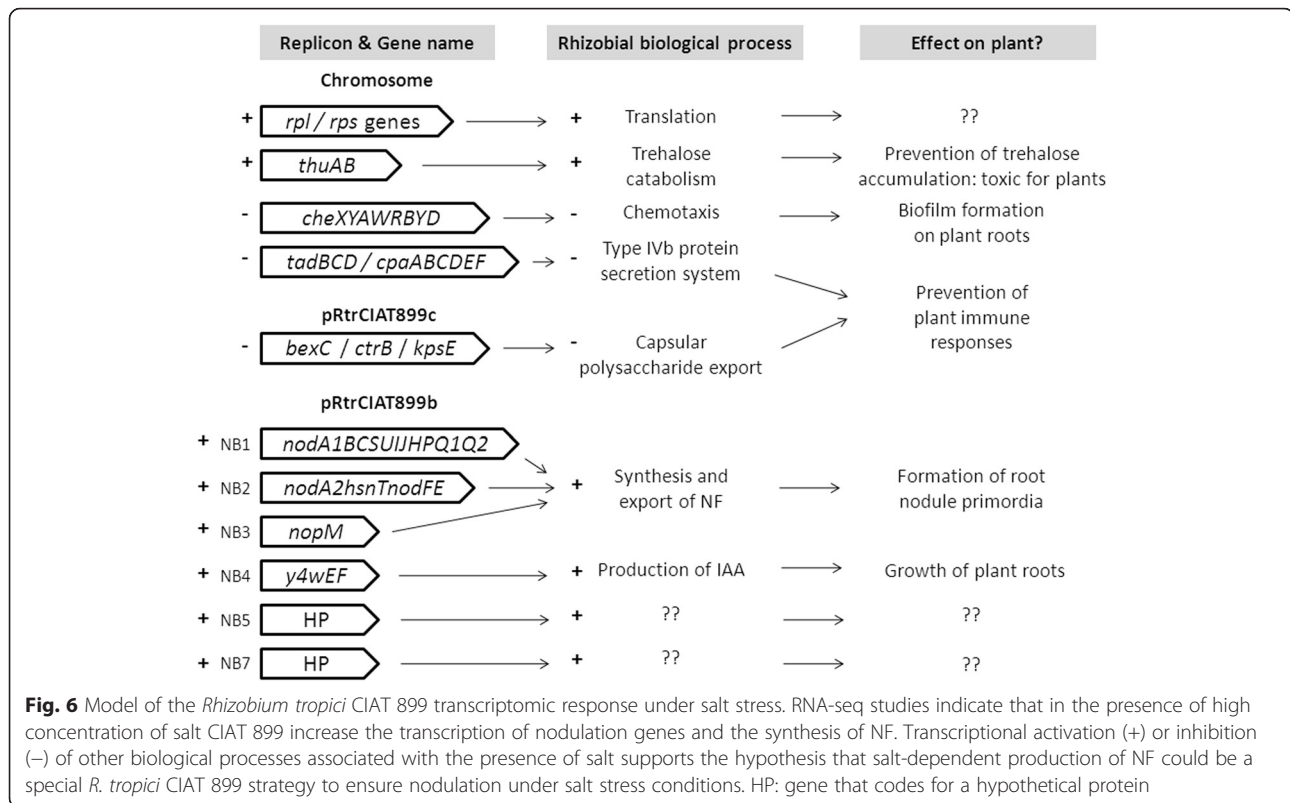 Replicon & Gene name Rhizobial biological process Effect on plant?
Chromosome
+ rpl / rps genes + Translation ??
+ thuAB + Trehalose catabolism Prevention of trehalose accumulation: toxic for plants
- cheXYAWRBYD - Chemotaxis Biofilm formation on plant roots
- tadBCD / cpaABCDEF - Type IVb protein secretion system
Prevention of plant immune responses
pRtrCIAT899c
- bexC / ctrB / kpsE - Capsular polysaccharide export
pRtrCIAT899b
+ NB1 nodA1BCSUIJHPQ1Q2
+ NB2 nodA2hsnTnodFE + Synthesis and export of NF Formation of root nodule primordia
+ NB3 nopM
+ NB4 y4wEF + Production of IAA Growth of plant roots
+ NB5 HP + ?? ??
+ NB7 HP + ?? ??
Fig. 6 Model of the Rhizobium tropici CIAT 899 transcriptomic response under salt stress. RNA-seq studies indicate that in the presence of high
concentration of salt CIAT 899 increase the transcription of nodulation genes and the synthesis of NF. Transcriptional activation (+) or inhibition
(−) of other biological processes associated with the presence of salt supports the hypothesis that salt-dependent production of NF could be a
special R. tropici CIAT 899 strategy to ensure nodulation under salt stress conditions. HP: gene that codes for a hypothetical protein